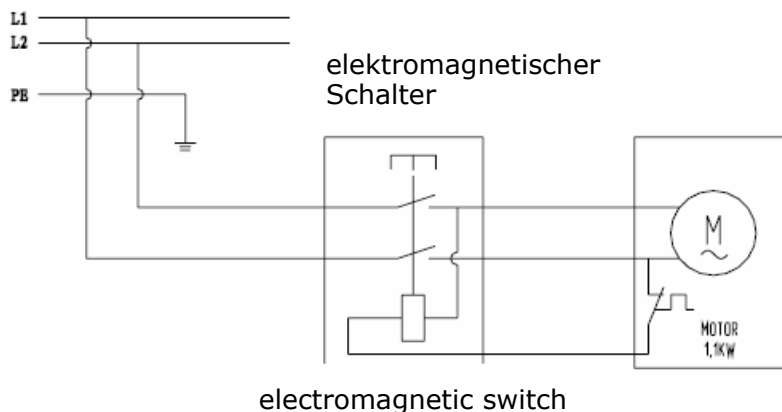 L1
L2
PE
elektromagnetischer
Schalter
M
MOTOR
1,1KW
electromagnetic switch